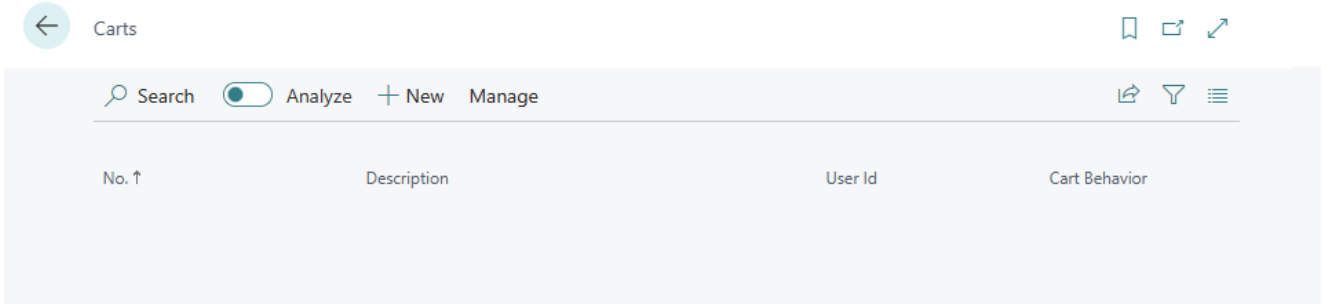 Carts
Search Analyze New Manage
No. ↑ Description User Id Cart Behavior